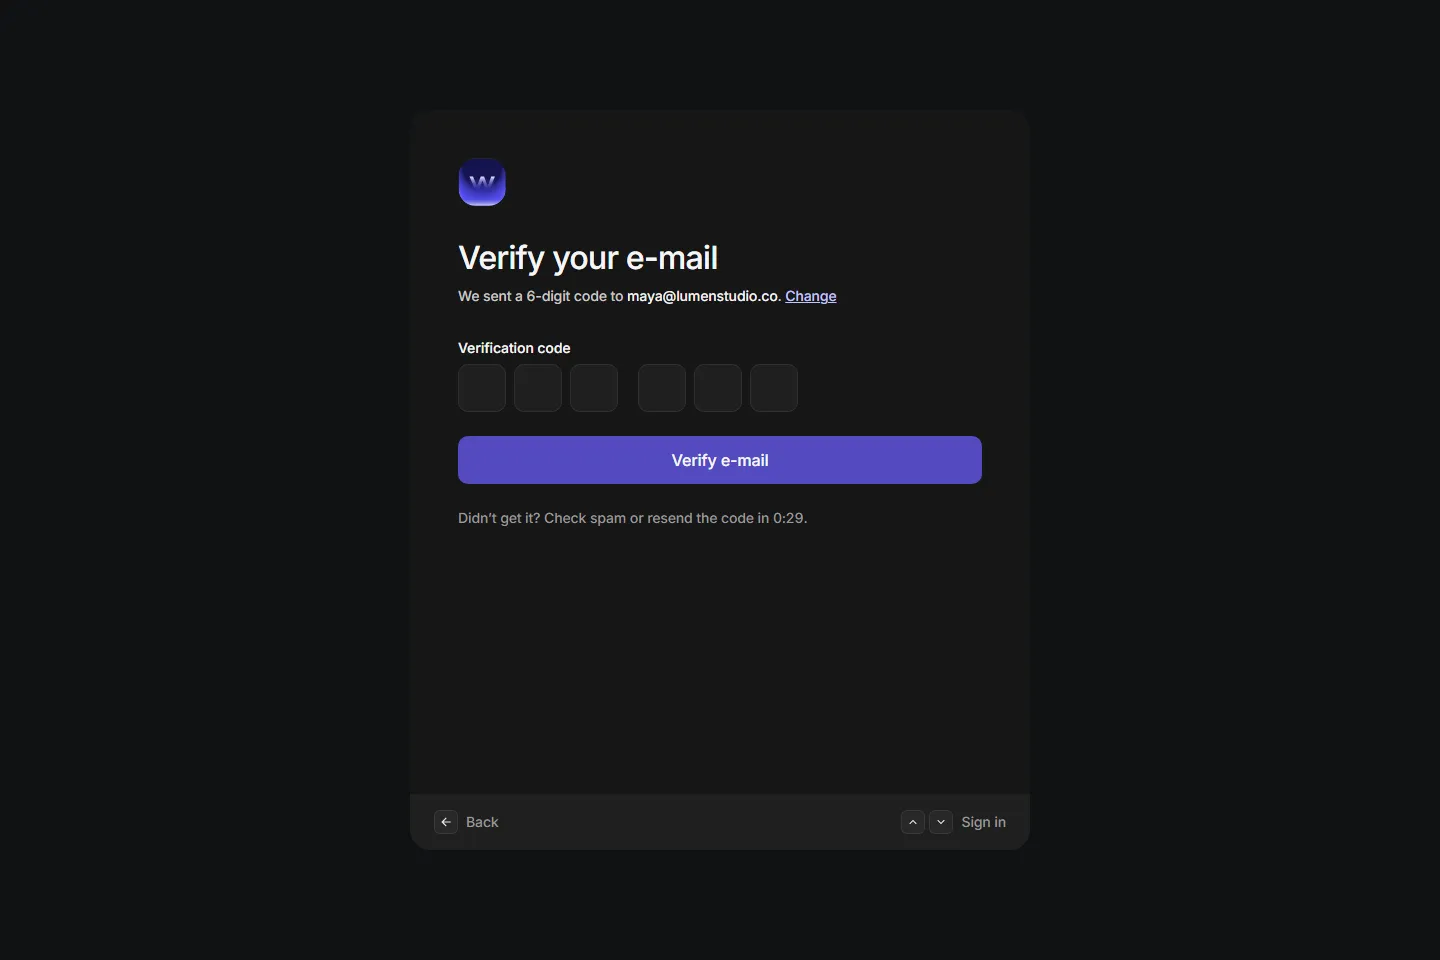 w
Verify your e-mail
We sent a 6-digit code to maya@lumenstudio.co. Change
Verification code
Verify e-mail
Didn't get it? Check spam or resend the code in 0:29.
Back
Sign in